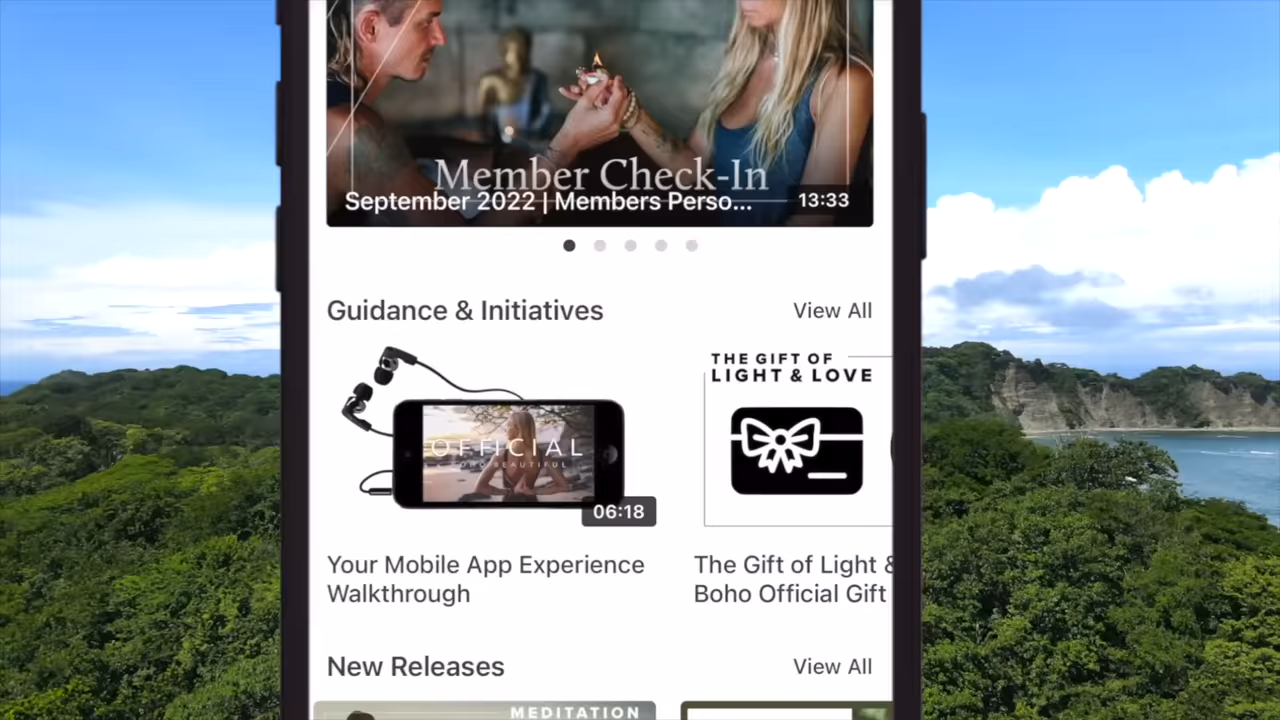 Member Check-In
September 2022 | Members Perso...
13:33
Guidance & Initiatives
View All
OFFICIAL
BEAUTIFUL
06:18
THE GIFT OF
LIGHT & LOVE
Your Mobile App Experience
Walkthrough
The Gift of Light &
Boho Official Gift
New Releases
View All
MEDITATION